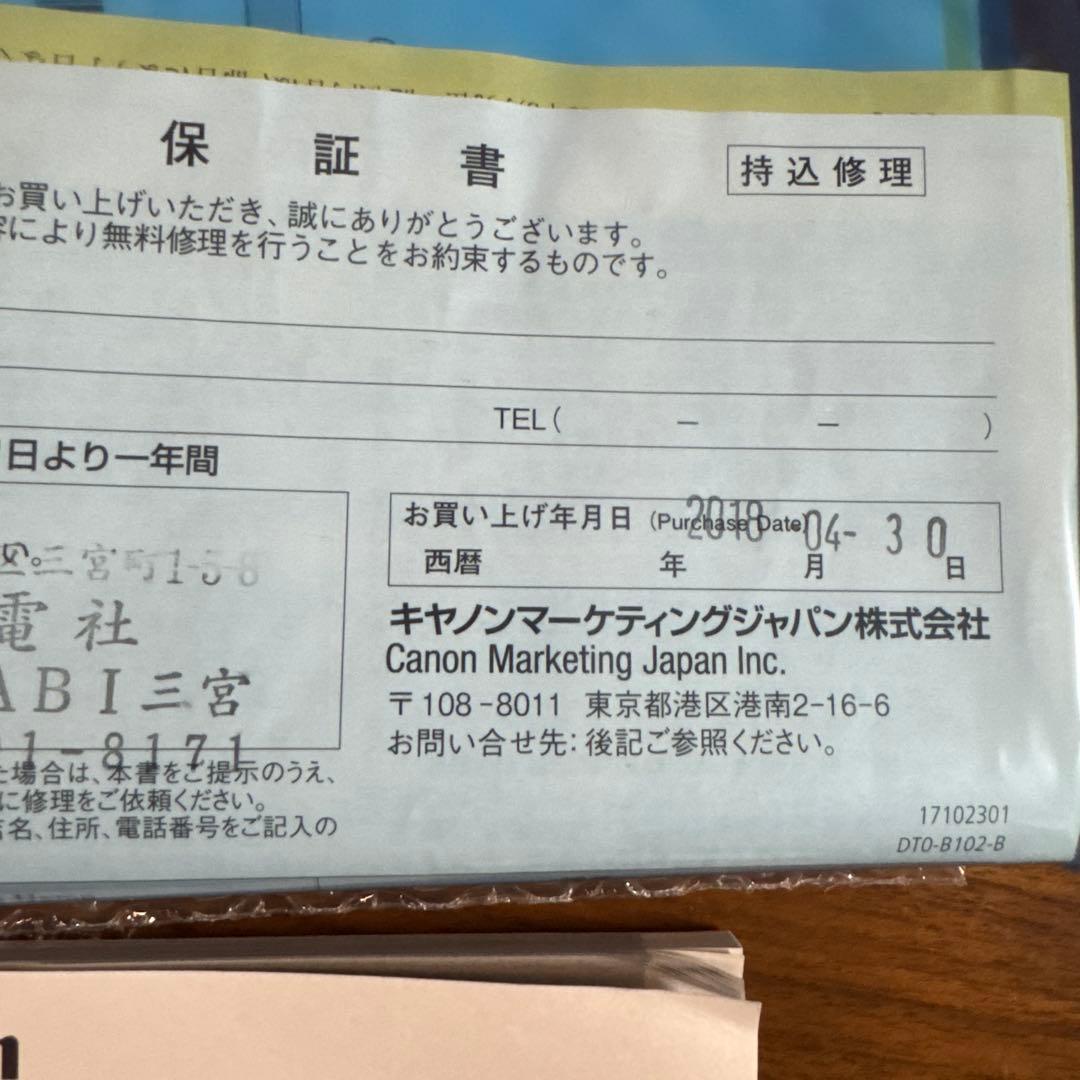 保証書
持込修理
お買い上げいただき、誠にありがとうございます。
容により無料修理を行うことをお約束するものです。
TEL( － － )
日より一年間
お買い上げ年月日 (Purchase Date)
2018 04- 30
西暦 年 月 日
区三宮町1-5-8
電社
ABI三宮
1-8171
キヤノンマーケティングジャパン株式会社
Canon Marketing Japan Inc.
〒108-8011 東京都港区港南2-16-6
お問い合せ先：後記ご参照ください。
た場合は、本書をご提示のうえ、
に修理をご依頼ください。
店名、住所、電話番号をご記入の
17102301
DT0-B102-B